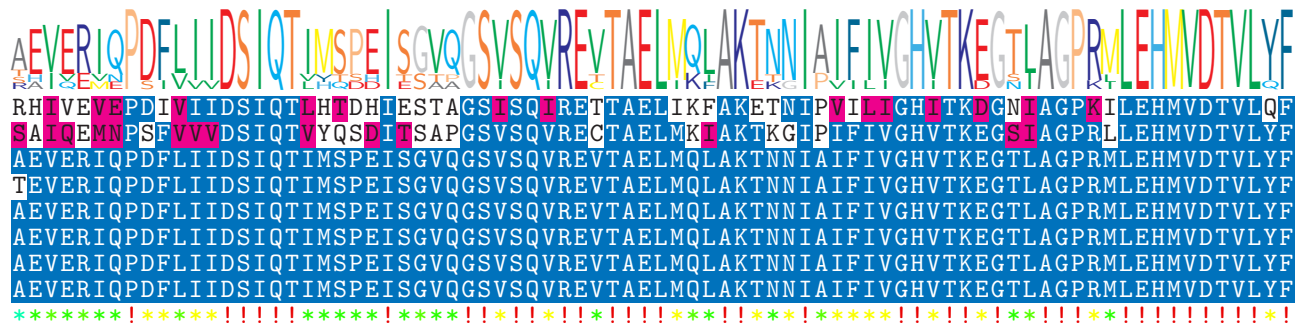 AEVERIQPDFLIIDSIQTIMSPEISGVQGSVSQVREVTAELMQLAKTNNIAIFIVGHVTKEGTLAGPRMLEHMVDTVLYF
RHIVEVEPDIVIIDSIQTLHTDHIESTAGSISQIRETTAELIKFAKETNIPVILIGHITKDGNIAGPKILEHMVDTVLQF
SAIQEMNPSFVVVDSIQTVYQSDITSAPGSVSQVRECTAELMKIAKTKGIPIFIVGHVTKEGSIAGPRLLEHMVDTVLYF
AEVERIQPDFLIIDSIQTIMSPEISGVQGSVSQVREVTAELMQLAKTNNIAIFIVGHVTKEGTLAGPRMLEHMVDTVLYF
TEVERIQPDFLIIDSIQTIMSPEISGVQGSVSQVREVTAELMQLAKTNNIAIFIVGHVTKEGTLAGPRMLEHMVDTVLYF
AEVERIQPDFLIIDSIQTIMSPEISGVQGSVSQVREVTAELMQLAKTNNIAIFIVGHVTKEGTLAGPRMLEHMVDTVLYF
AEVERIQPDFLIIDSIQTIMSPEISGVQGSVSQVREVTAELMQLAKTNNIAIFIVGHVTKEGTLAGPRMLEHMVDTVLYF
AEVERIQPDFLIIDSIQTIMSPEISGVQGSVSQVREVTAELMQLAKTNNIAIFIVGHVTKEGTLAGPRMLEHMVDTVLYF
AEVERIQPDFLIIDSIQTIMSPEISGVQGSVSQVREVTAELMQLAKTNNIAIFIVGHVTKEGTLAGPRMLEHMVDTVLYF
*******!*****!!!!!*****!****!!*!!*!!*!!!!***!!***!*****!!*!!*!**!!!**!!!!!!!!!*!